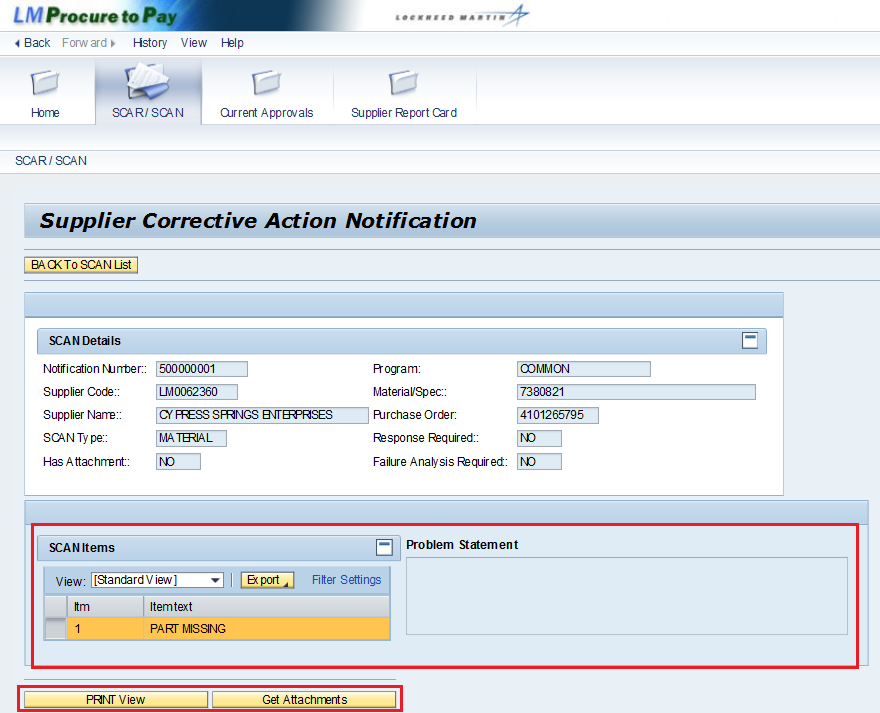 LM Procure to Pay
LOCKHEED MARTIN
Back Forward History View Help
Home SCAR / SCAN Current Approvals Supplier Report Card
SCAR / SCAN
Supplier Corrective Action Notification
BACK To SCAN List
SCAN Details
Notification Number:: 500000001 Program: COMMON
Supplier Code:: LM0062360 Material/Spec:: 7380821
Supplier Name:: CYPRESS SPRINGS ENTERPRISES Purchase Order: 4101265795
SCAN Type:: MATERIAL Response Required:: NO
Has Attachment:: NO Failure Analysis Required:: NO
SCAN Items Problem Statement
View: [Standard View] Export Filter Settings
Itm Itemtext
1 PART MISSING
PRINT View Get Attachments